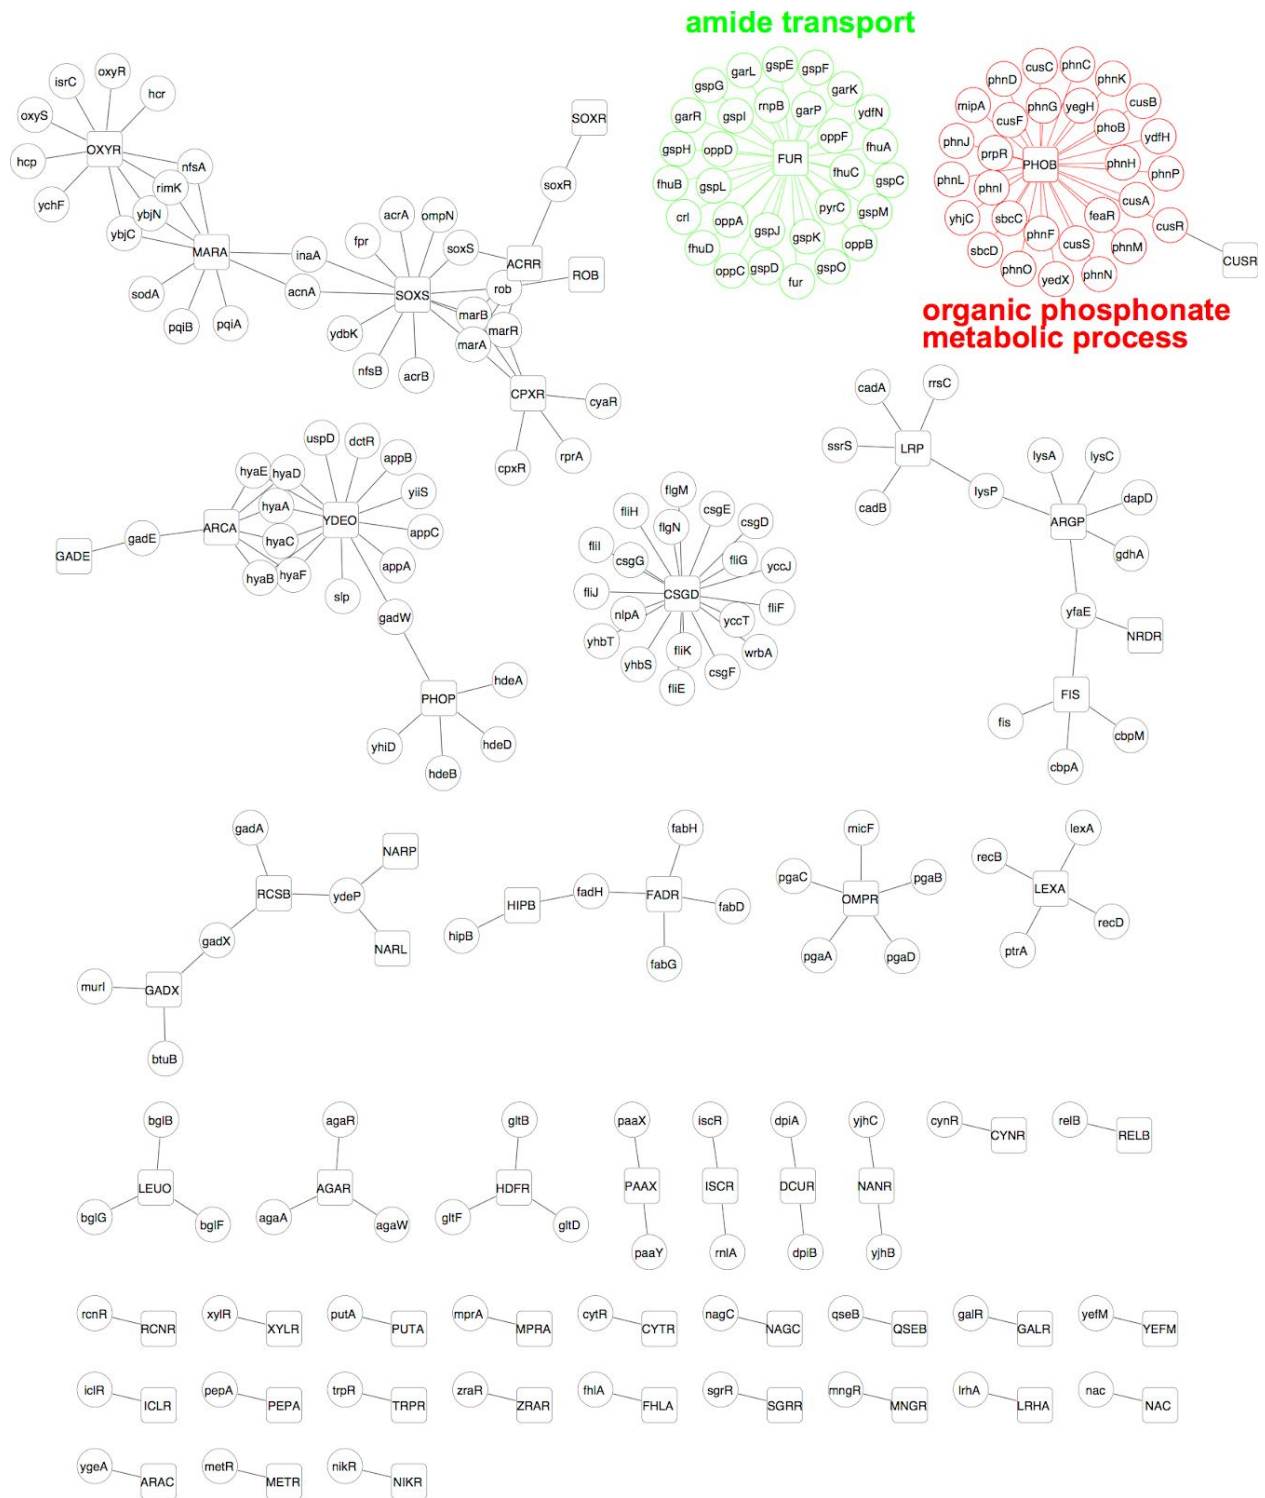 amide transport
organic phosphonate
metabolic process
oxyR
isrC
hcr
oxyS
OXYR
hcp
nfsA
rimK
ychF
ybjN
ybjC
MARA
inaA
sodA
acnA
pqiB
pqiA
SOXR
soxR
acrA
ompN
fpr
soxS
ACRR
ROB
SOXS
rob
marB
marR
ydbK
marA
nfsB
acrB
CPXR
cyaR
cpxR
rprA
gspE
gspF
garL
gspG
garK
rnpB
garP
ydfN
garR
gspI
oppF
fhuA
gspH
oppD
FUR
fhuC
gspC
fhuB
gspL
pyrC
gspM
crl
oppA
gspJ
gspK
oppB
fhuD
oppC
gspD
gspO
fur
cusC
phnC
phnD
phnK
mipA
phnG
yegH
cusB
cusF
phoB
ydfH
phnJ
prpR
PHOB
phnH
phnP
phnL
phnI
cusA
yhjC
sbcC
feaR
cusR
phnF
cusS
phnM
sbcD
phnO
yedX
phnN
CUSR
uspD
dctR
hyaE
hyaD
appB
yiiS
hyaA
ARCA
YDEO
gadE
GADE
hyaC
appC
appA
hyaB
hyaF
slp
gadW
PHOP
hdeA
yhiD
hdeD
hdeB
flgM
fliH
csgE
flgN
csgD
fliI
csgG
fliG
yccJ
fliJ
CSGD
fliF
nlpA
yccT
yhbT
wrbA
yhbS
fliK
csgF
fliE
cadA
rrsC
ssrS
LRP
lysA
lysC
cadB
lysP
dapD
ARGP
gdhA
yfaE
NRDR
FIS
fis
cbpM
cbpA
gadA
NARP
RCSB
ydeP
gadX
NARL
murI
GADX
btuB
fabH
HIPB
fadH
FADR
hipB
fabD
fabG
micF
pgaC
pgaB
OMPR
pgaA
pgaD
lexA
recB
LEXA
recD
ptrA
bglB
LEUO
bglG
bglF
agaR
AGAR
agaA
agaW
gltB
HDFR
gltF
gltD
paaX
PAAX
paaY
iscR
ISCR
rnlA
dpiA
DCUR
dpiB
yjhC
NANR
yjhB
cynR
CYNR
relB
RELB
rcnR
RCNR
xylR
XYLR
putA
PUTA
mprA
MPRA
cytR
CYTR
nagC
NAGC
qseB
QSEB
galR
GALR
yefM
YEFM
iclR
ICLR
pepA
PEPA
trpR
TRPR
zraR
ZRAR
fhlA
FHLA
sgrR
SGRR
mngR
MNGR
lrhA
LRHA
nac
NAC
ygeA
ARAC
metR
METR
nikR
NIKR